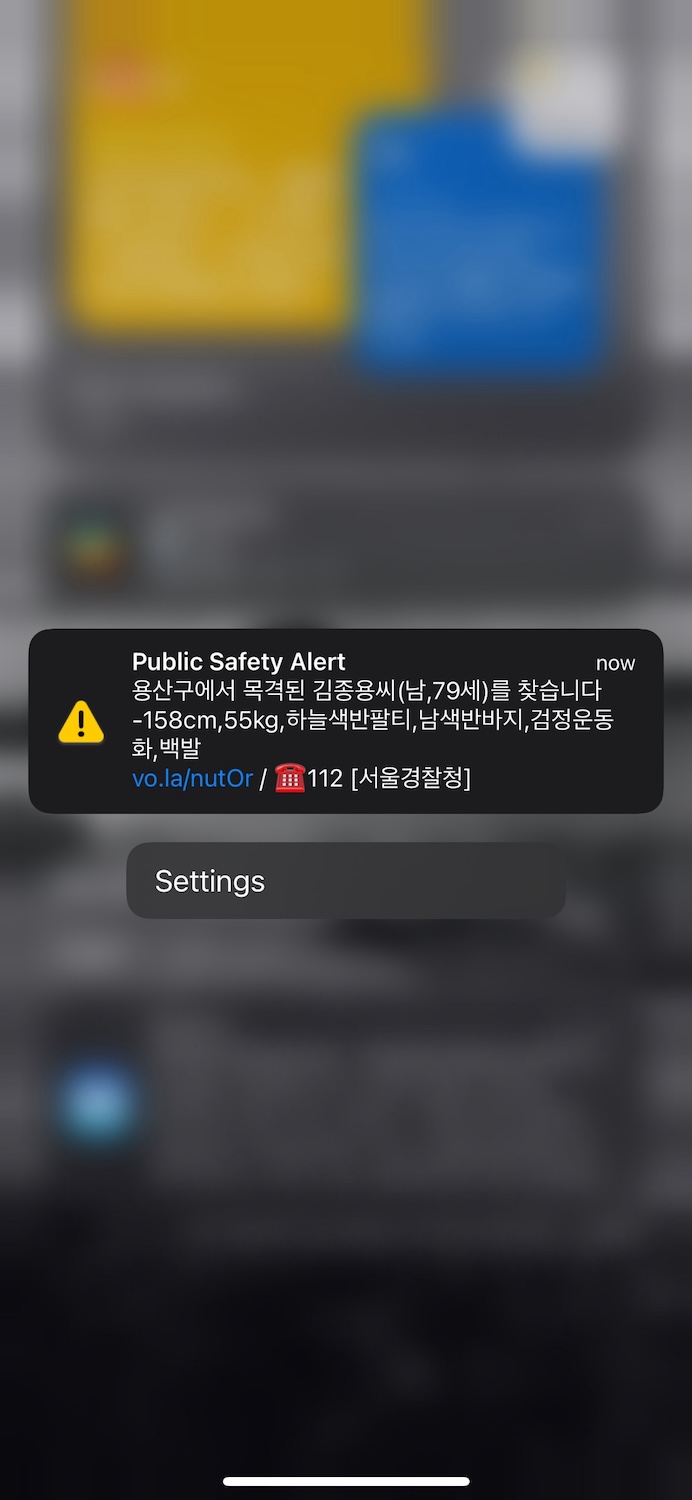 Public Safety Alert
now
용산구에서 목격된 김종용씨(남,79세)를 찾습니다
-158cm,55kg,하늘색반팔티,남색반바지,검정운동
화,백발
vo.la/nutOr / ☎️112 [서울경찰청]
Settings